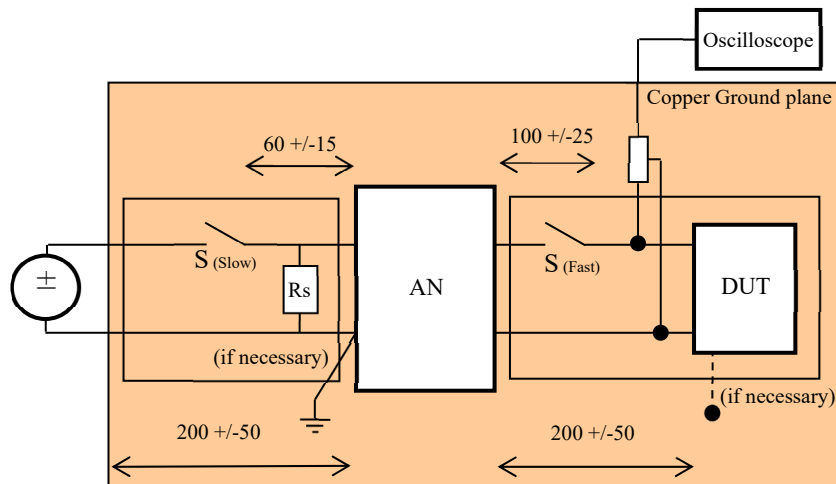 Oscilloscope
Copper Ground plane
60 +/-15
100 +/-25
S (Slow)
S (Fast)
±
Rs
AN
DUT
(if necessary)
(if necessary)
200 +/-50
200 +/-50